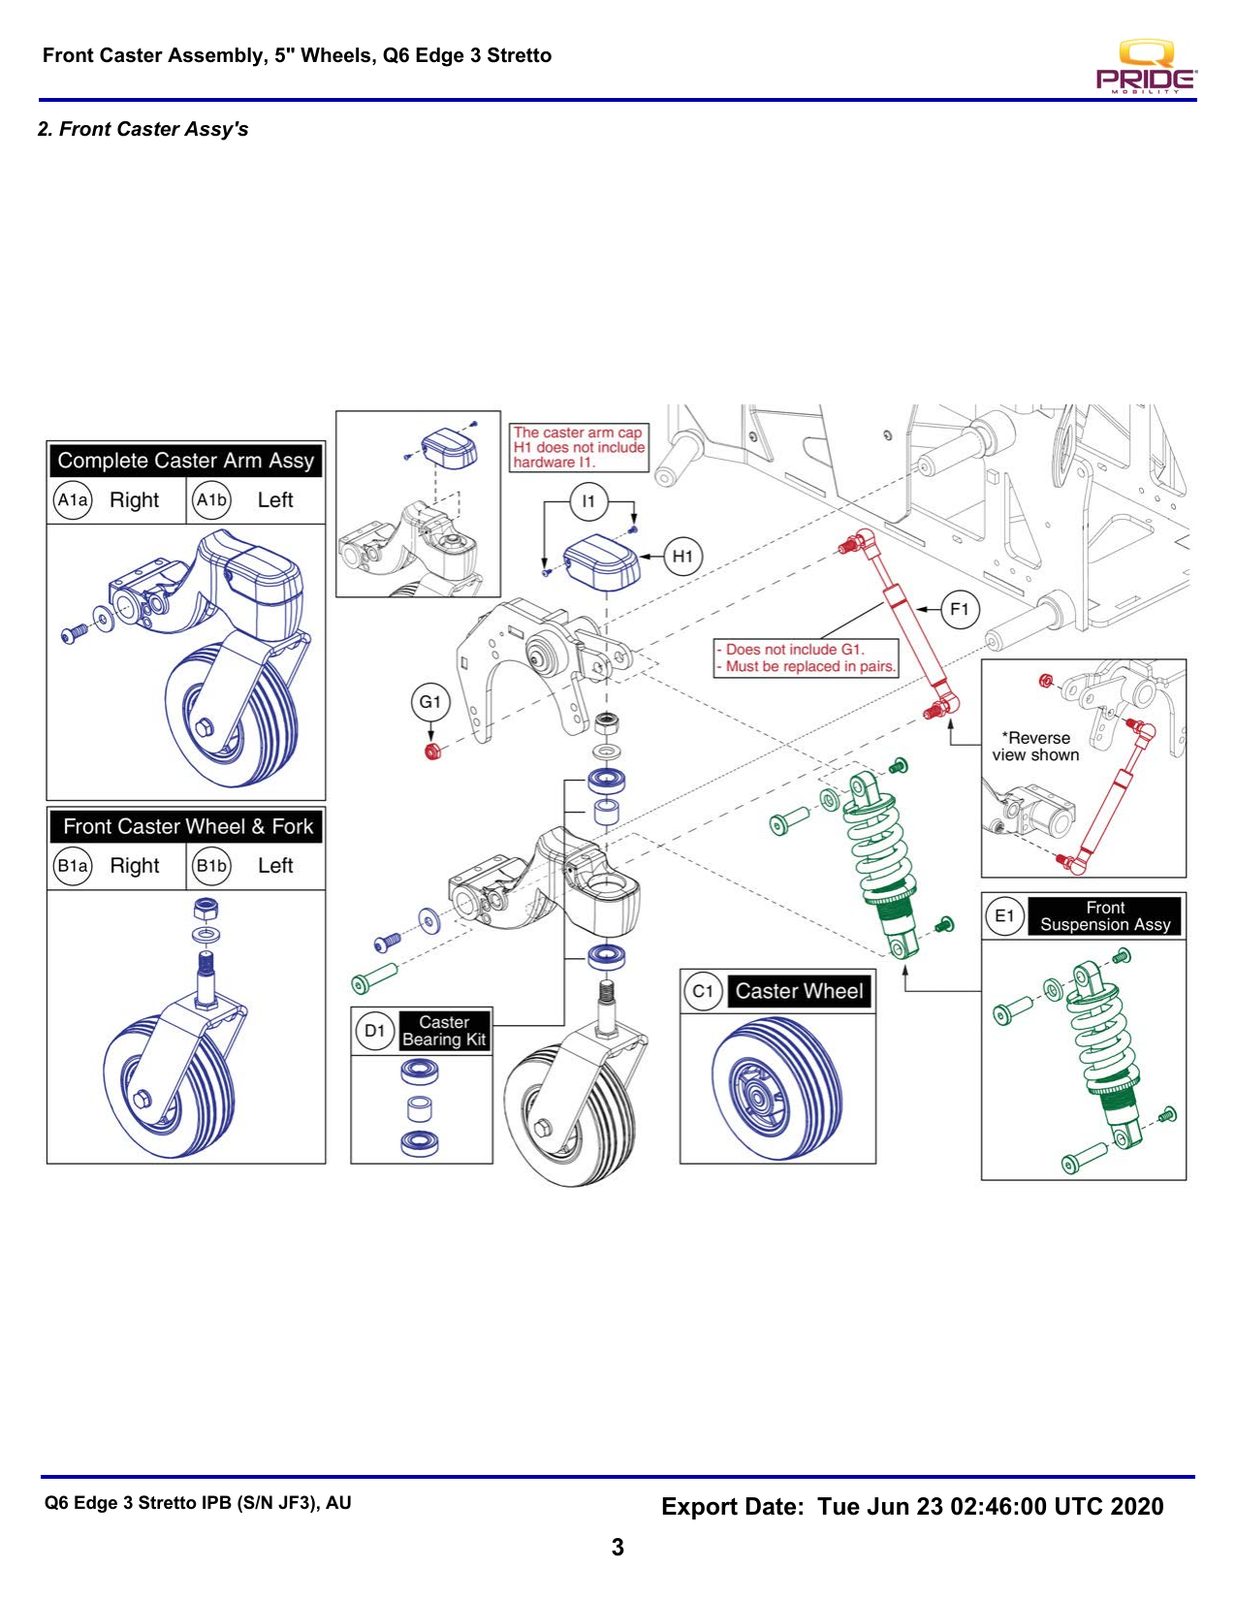 Front Caster Assembly, 5" Wheels, Q6 Edge 3 Stretto
Q
PRIDE
MOBILITY
2. Front Caster Assy's
Complete Caster Arm Assy
A1a Right A1b Left
The caster arm cap
H1 does not include
hardware I1.
I1
H1
F1
- Does not include G1.
- Must be replaced in pairs.
G1
*Reverse
view shown
Front Caster Wheel & Fork
B1a Right B1b Left
E1 Front
Suspension Assy
C1 Caster Wheel
D1 Caster
Bearing Kit
Q6 Edge 3 Stretto IPB (S/N JF3), AU
Export Date: Tue Jun 23 02:46:00 UTC 2020
3